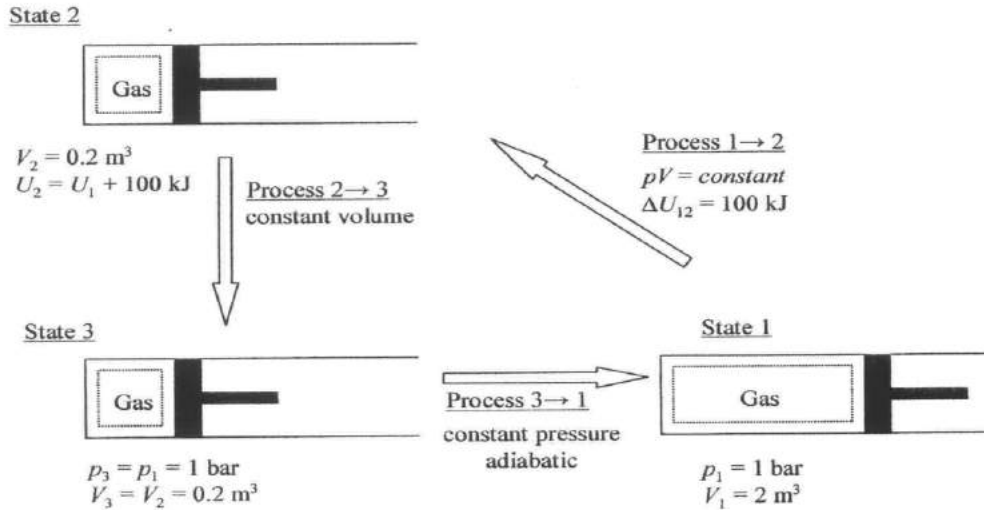 State 2
Gas
V₂ = 0.2 m³
U₂ = U₁ + 100 kJ
Process 2→ 3
constant volume
Process 1→ 2
pV = constant
ΔU₁₂ = 100 kJ
State 3
Gas
p₃ = p₁ = 1 bar
V₃ = V₂ = 0.2 m³
Process 3→ 1
constant pressure
adiabatic
State 1
Gas
p₁ = 1 bar
V₁ = 2 m³